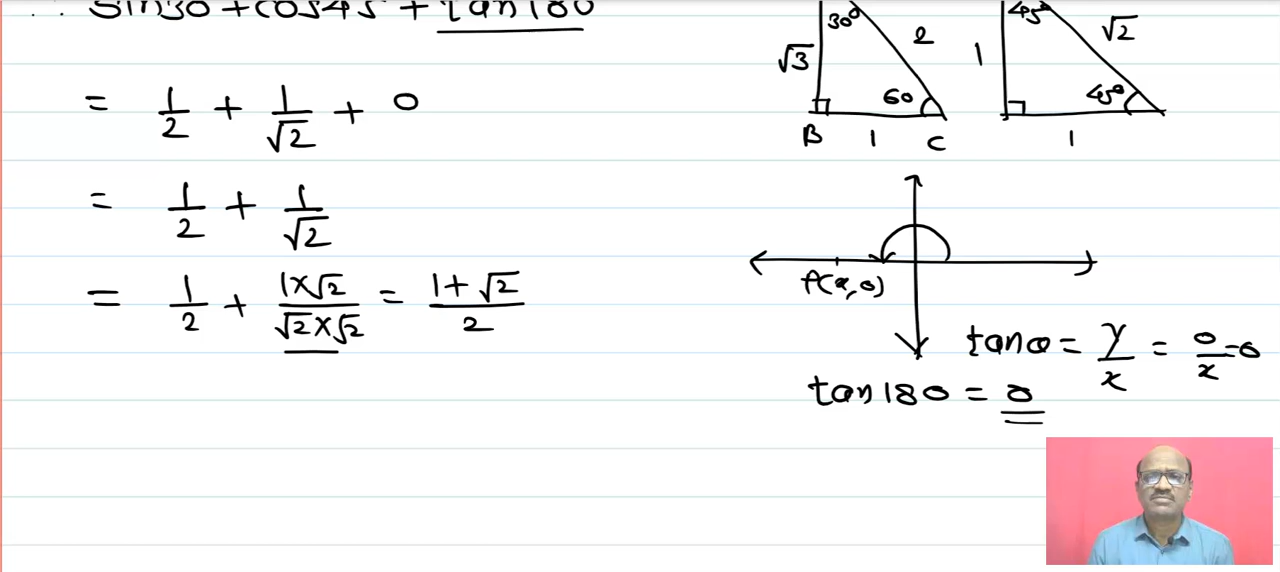 ∴ Sin30 + cos45 + tan180
= 1/2 + 1/√2 + 0
= 1/2 + 1/√2
= 1/2 + 1×√2/√2×√2 = 1+√2/2
30°
2
√3
60
B 1 C
45°
√2
1
45°
1
A(x,0)
tanθ = y/x = 0/x = 0
tan180 = 0